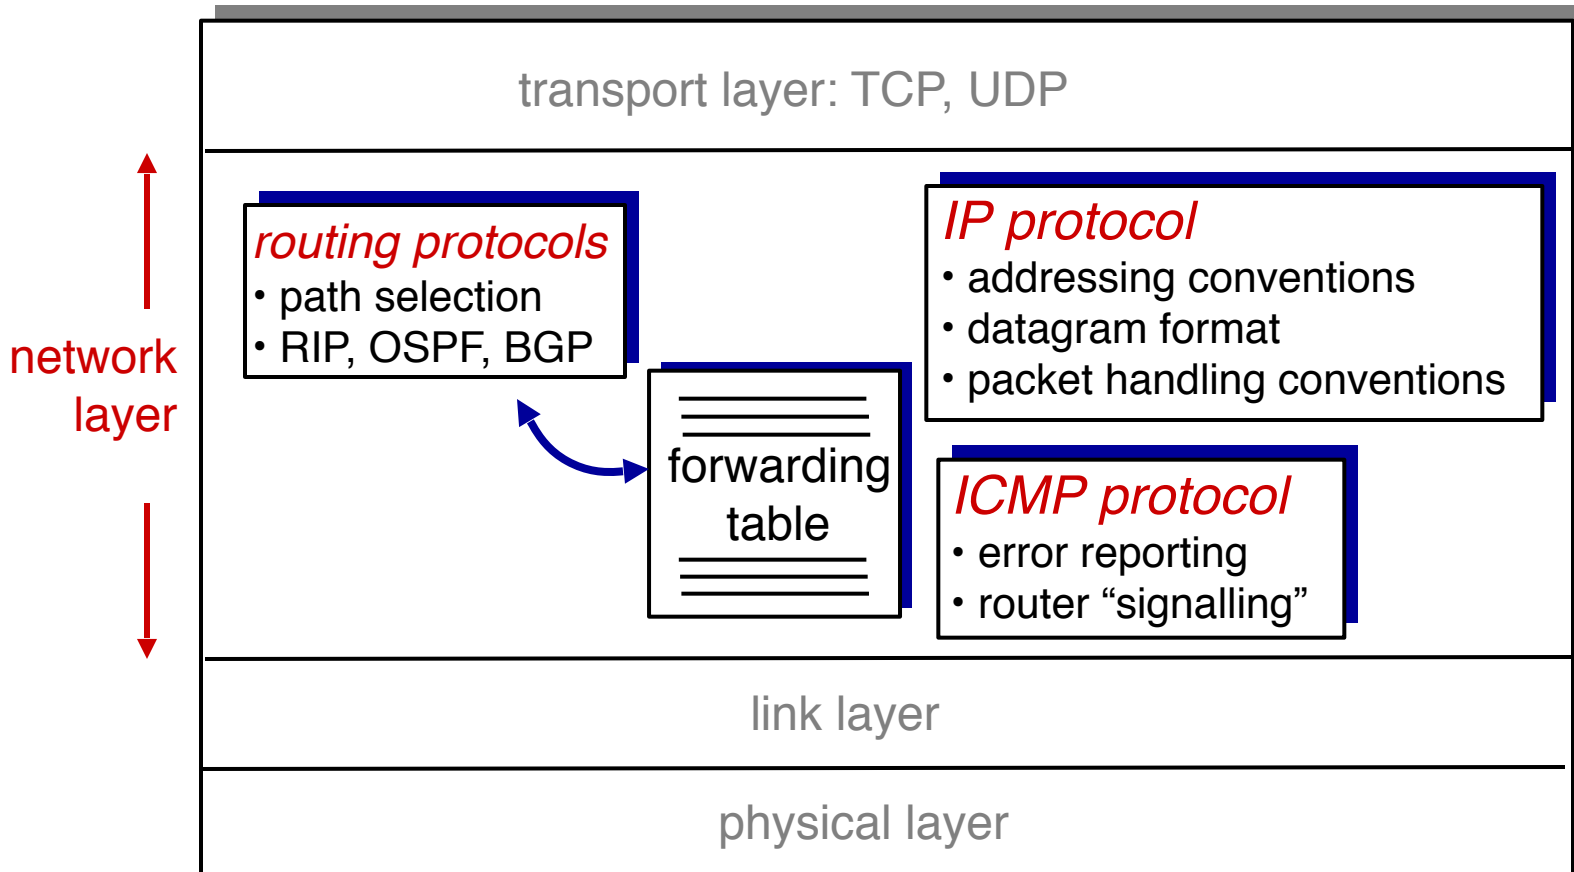 transport layer: TCP, UDP
network
layer
routing protocols
• path selection
• RIP, OSPF, BGP
forwarding
table
IP protocol
• addressing conventions
• datagram format
• packet handling conventions
ICMP protocol
• error reporting
• router “signalling”
link layer
physical layer